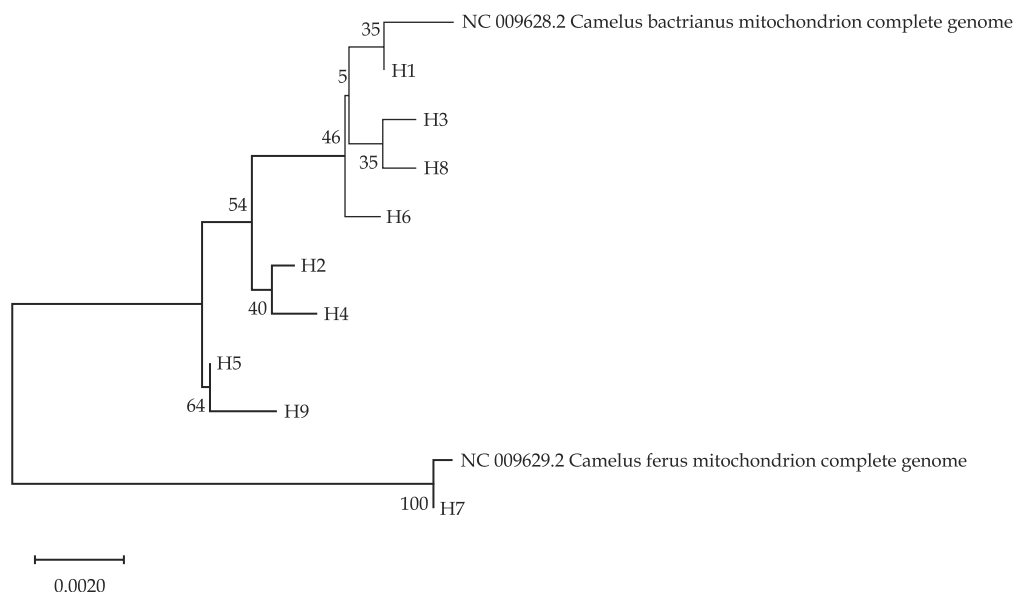 35
NC 009628.2 Camelus bactrianus mitochondrion complete genome
H1
5
H3
46
35
H8
54
H6
H2
40
H4
H5
64
H9
NC 009629.2 Camelus ferus mitochondrion complete genome
100
H7
0.0020